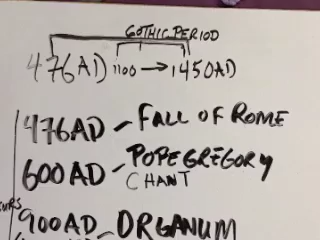 GOTHIC PERIOD
476AD 1100 → 1450AD
476AD - FALL OF ROME
600AD - POPE GREGORY
CHANT
900AD - ORGANUM